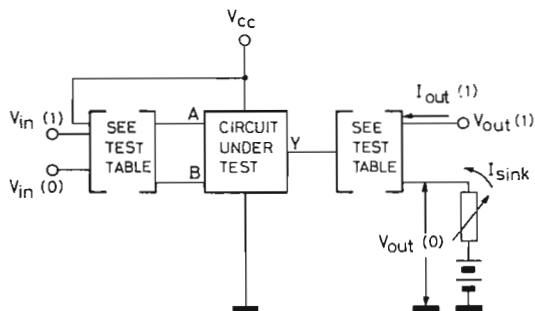 Vcc
Vin (1)
Vin (0)
SEE
TEST
TABLE
A
B
CIRCUIT
UNDER
TEST
Y
SEE
TEST
TABLE
Iout (1)
Vout (1)
Isink
Vout (0)